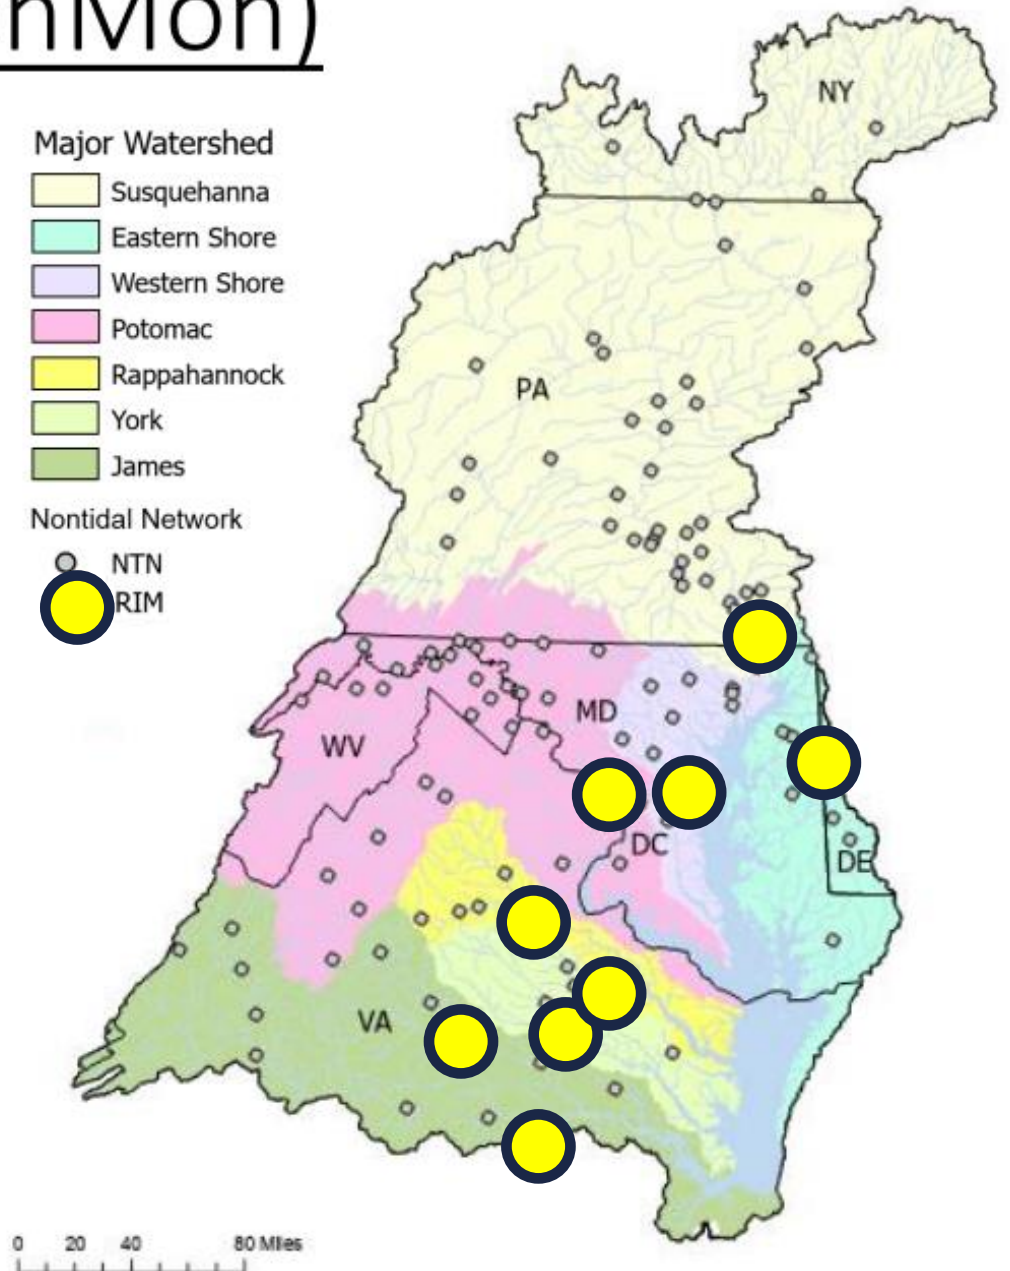 nMon)
Major Watershed
Susquehanna
Eastern Shore
Western Shore
Potomac
Rappahannock
York
James
Nontidal Network
NTN
RIM
NY
PA
MD
WV
DC
DE
VA
0 20 40 80 Miles